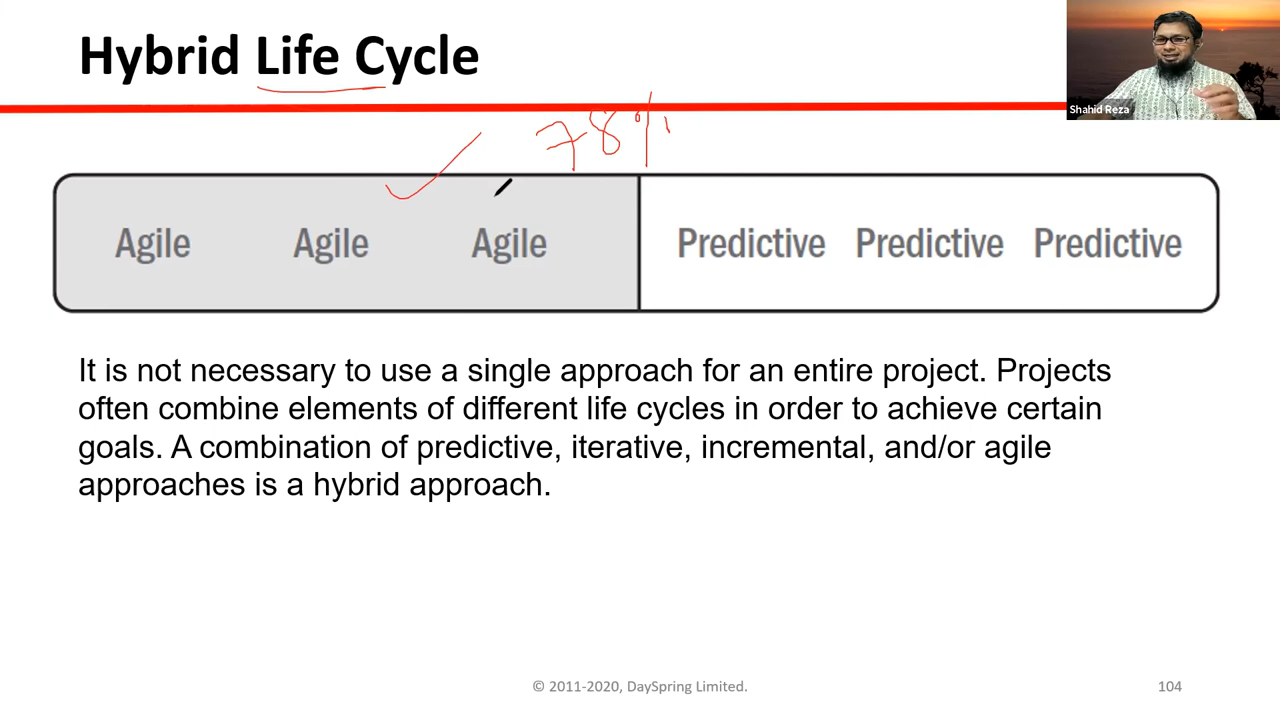 Hybrid Life Cycle
Shahid Reza
78%
Agile Agile Agile Predictive Predictive Predictive
It is not necessary to use a single approach for an entire project. Projects
often combine elements of different life cycles in order to achieve certain
goals. A combination of predictive, iterative, incremental, and/or agile
approaches is a hybrid approach.
© 2011-2020, DaySpring Limited.
104